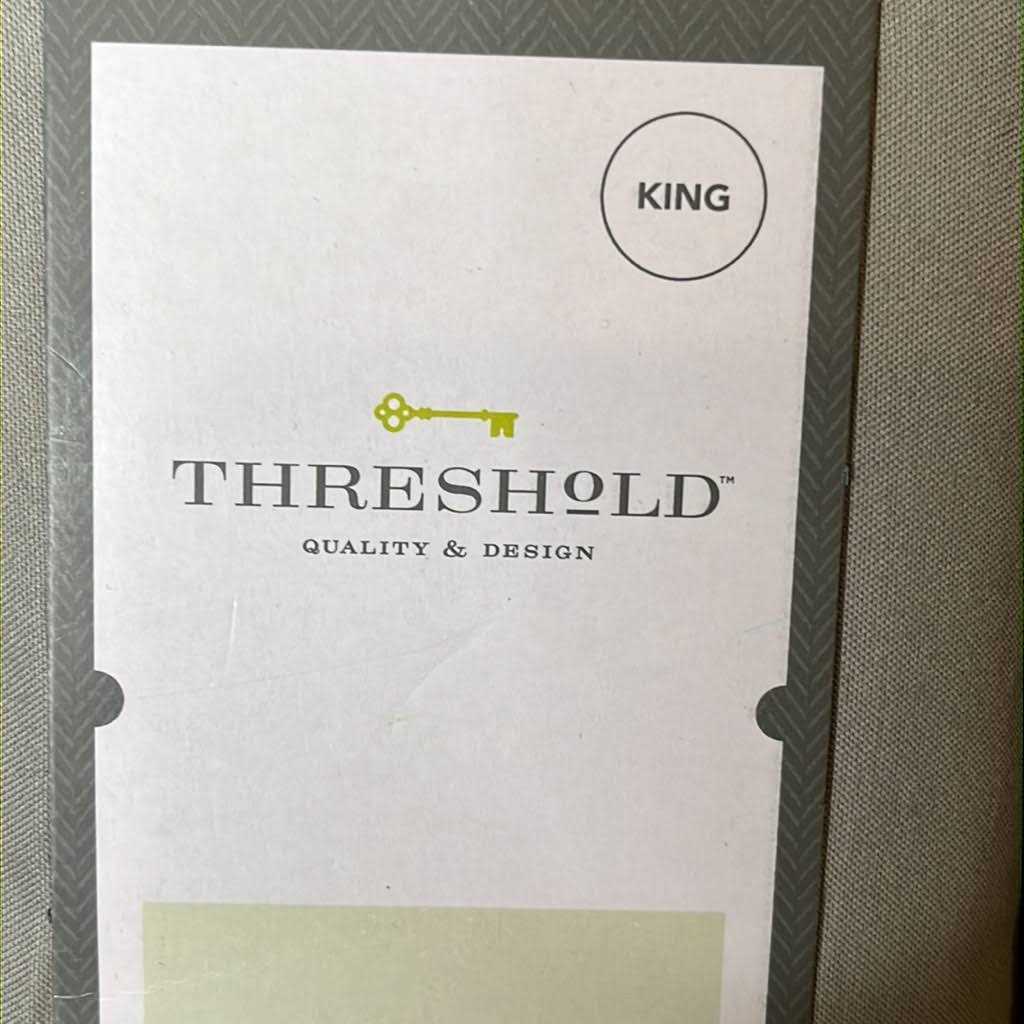 KING
THRESHOLD™
QUALITY & DESIGN